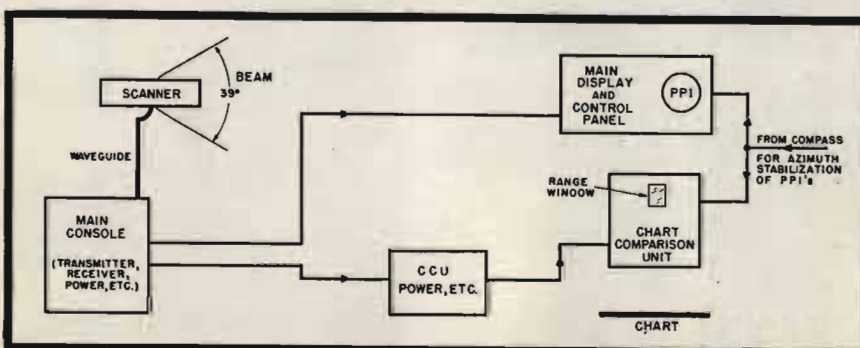 SCANNER
BEAM
39°
WAVEGUIDE
MAIN
CONSOLE
(TRANSMITTER,
RECEIVER,
POWER, ETC.)
CCU
POWER, ETC.
MAIN
DISPLAY
AND
CONTROL
PANEL
PPI
FROM COMPASS
FOR AZIMUTH
STABILIZATION
OF PPI's
RANGE
WINDOW
CHART
COMPARISON
UNIT
CHART